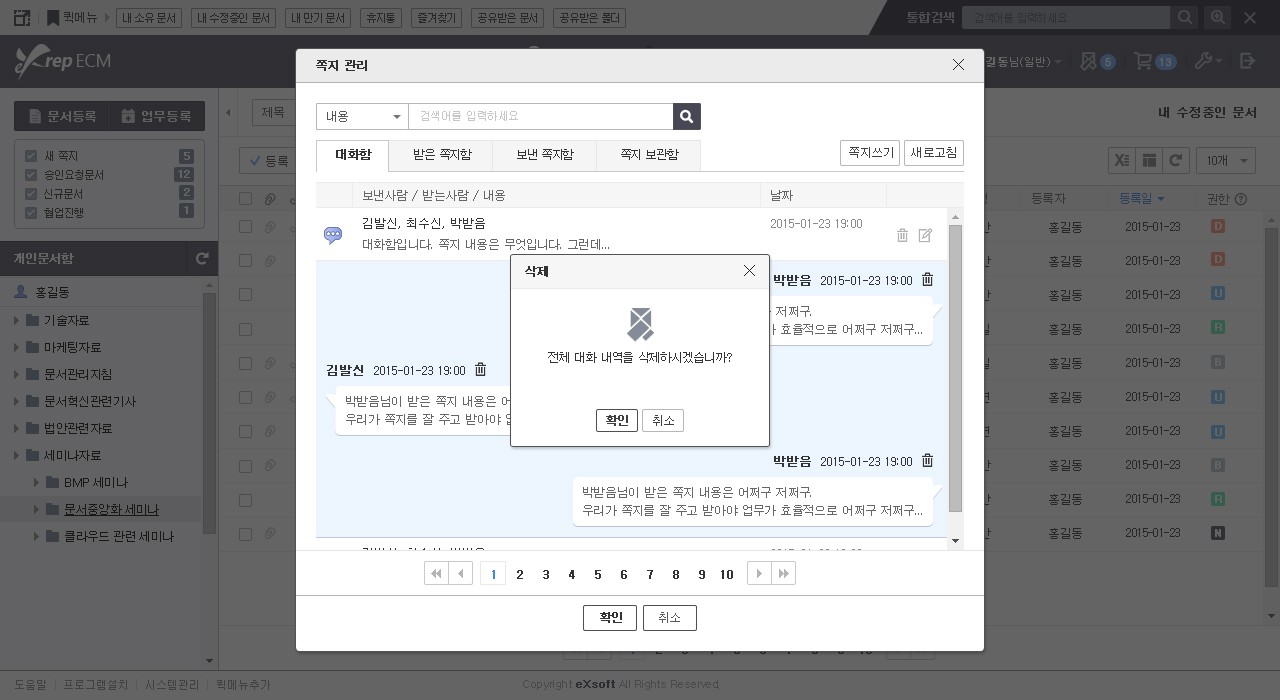 퀵메뉴 내 소유 문서 내 수정중인 문서 내 만기 문서 휴지통 즐겨찾기 공유받은 문서 공유받은 폴더 통합검색 검색어를 입력하세요
rep ECM
길동님(일반) 5 13
문서등록 업무등록
제목
내 수정중인 문서
새 쪽지 5
승인요청문서 12
신규문서 2
협업진행 1
등록
10개
등록자 등록일 권한
개인문서함
홍길동
기술자료
마케팅자료
문서관리지침
문서혁신관련기사
법안관련자료
세미나자료
BMP 세미나
문서중앙화 세미나
클라우드 관련 세미나
홍길동 2015-01-23 D
홍길동 2015-01-23 D
홍길동 2015-01-23 U
홍길동 2015-01-23 R
홍길동 2015-01-23 B
홍길동 2015-01-23 U
홍길동 2015-01-23 U
홍길동 2015-01-23 B
홍길동 2015-01-23 R
홍길동 2015-01-23 N
쪽지 관리
내용 검색어를 입력하세요
대화함 받은 쪽지함 보낸 쪽지함 쪽지 보관함 쪽지쓰기 새로고침
보낸사람 / 받는사람 / 내용 날짜
김발신, 최수신, 박받음 2015-01-23 19:00
대화함입니다. 쪽지 내용은 무엇입니다. 그런데...
박받음 2015-01-23 19:00
저쩌구.
효율적으로 어쩌구 저쩌구...
김발신 2015-01-23 19:00
박받음님이 받은 쪽지 내용은
우리가 쪽지를 잘 주고 받아야
박받음 2015-01-23 19:00
박받음님이 받은 쪽지 내용은 어쩌구 저쩌구.
우리가 쪽지를 잘 주고 받아야 업무가 효율적으로 어쩌구 저쩌구...
삭제
전체 대화 내역을 삭제하시겠습니까?
확인 취소
1 2 3 4 5 6 7 8 9 10
확인 취소
도움말 프로그램설치 시스템관리 퀵메뉴추가
Copyright eXsoft All Rights Reserved.